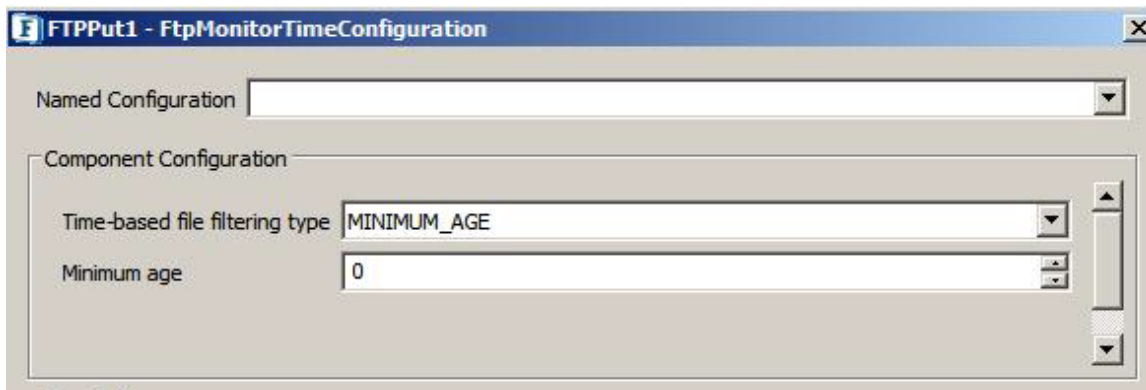 FTPPut1 - FtpMonitorTimeConfiguration
Named Configuration
Component Configuration
Time-based file filtering type MINIMUM_AGE
Minimum age 0